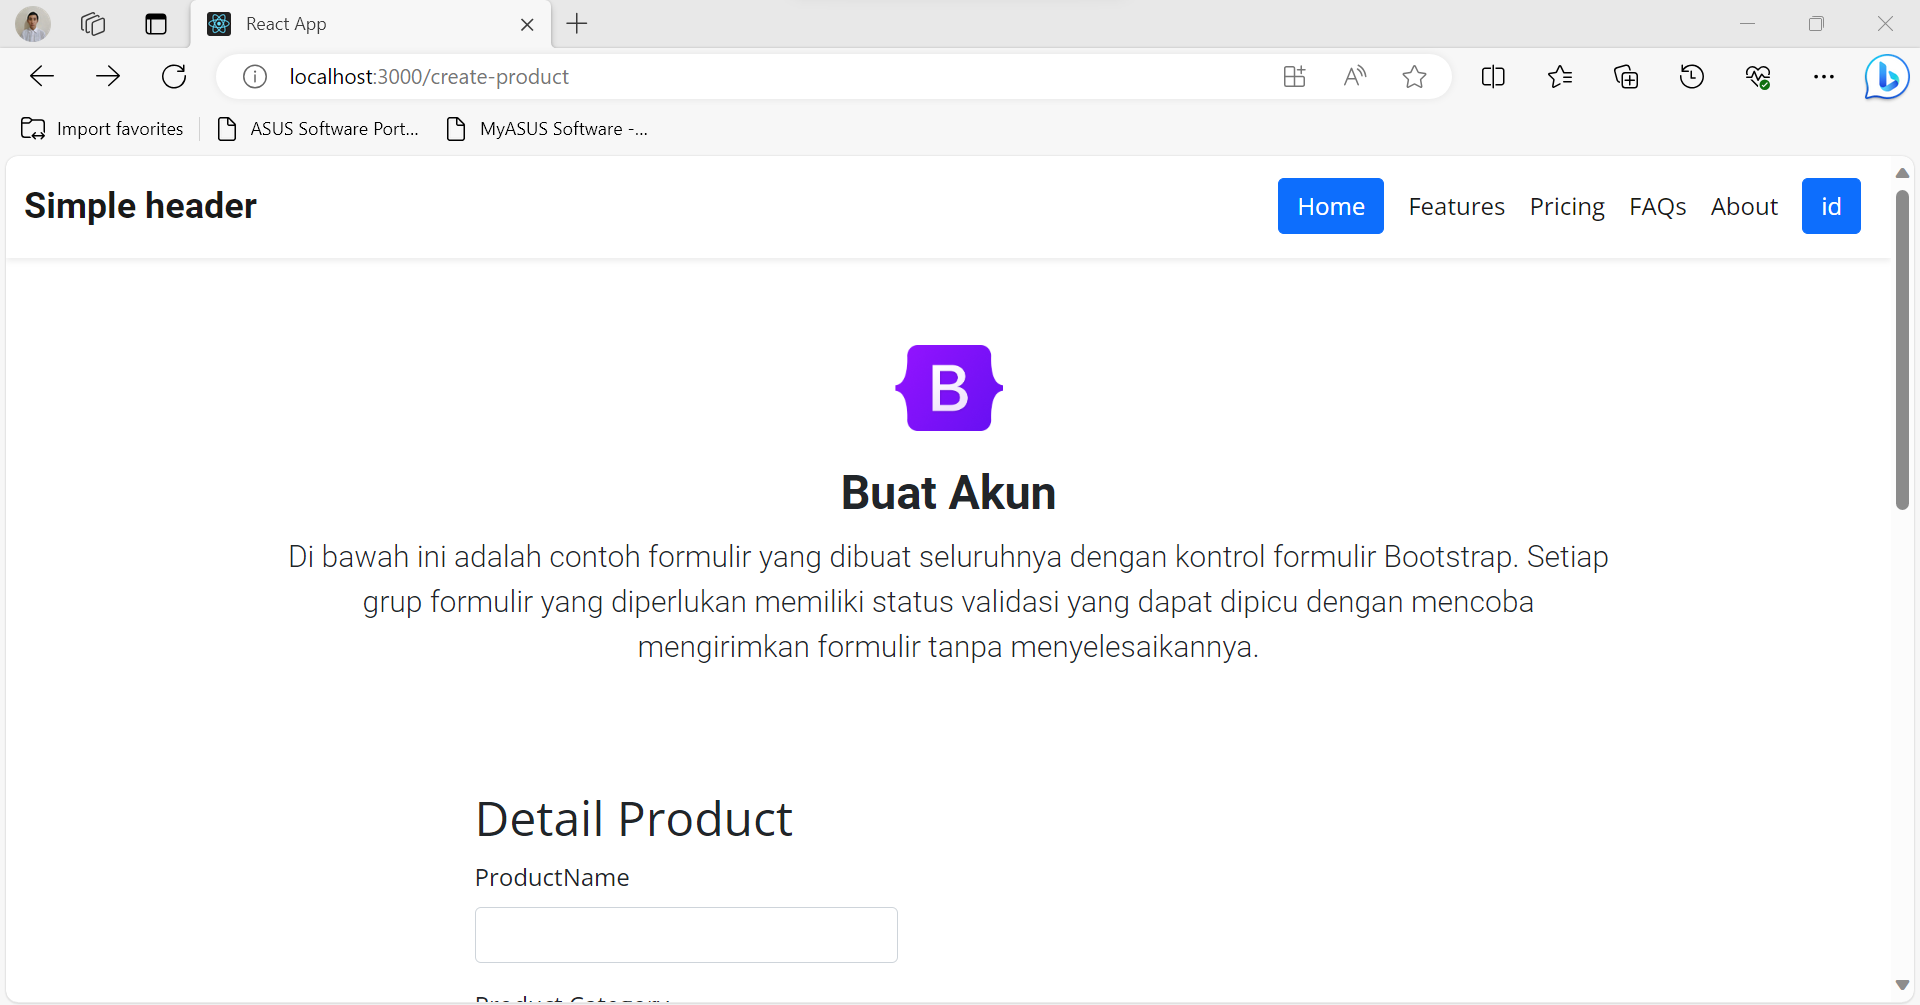 React App
localhost:3000/create-product
Import favorites
ASUS Software Port...
MyASUS Software -...
Simple header
Home
Features
Pricing
FAQs
About
id
B
Buat Akun
Di bawah ini adalah contoh formulir yang dibuat seluruhnya dengan kontrol formulir Bootstrap. Setiap
grup formulir yang diperlukan memiliki status validasi yang dapat dipicu dengan mencoba
mengirimkan formulir tanpa menyelesaikannya.
Detail Product
ProductName
Product Category